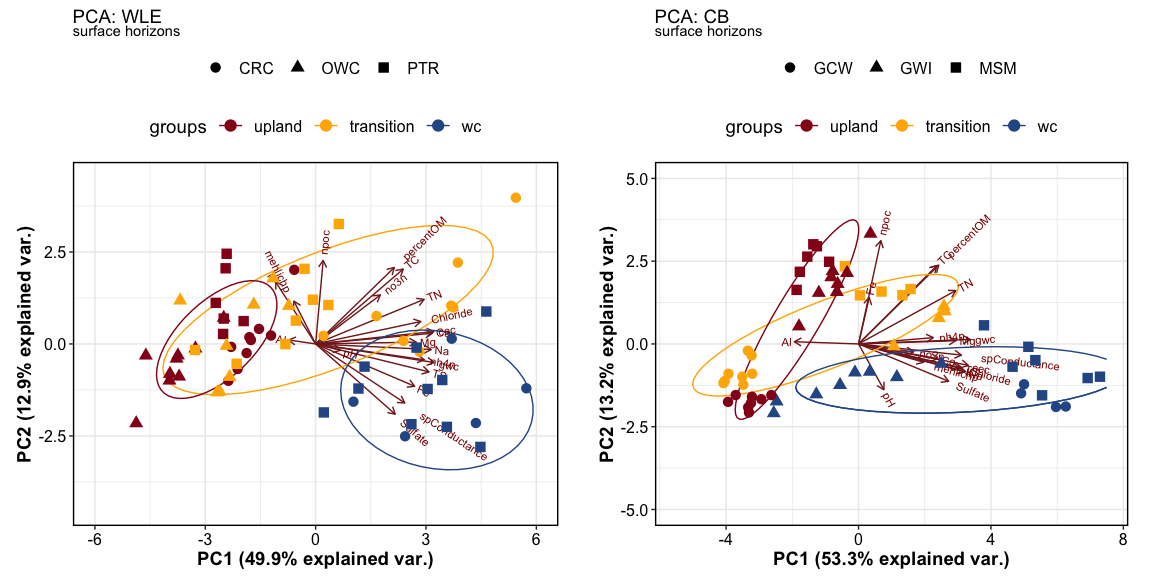 PCA: WLE
surface horizons
CRC OWC PTR
groups upland transition wc
npoc
percentOM
mehlichp
TC
no3n
TN
Chloride
Cec
Mg
Na
Al
pH
TS
Fe
spConductance
Sulfate
2.5
0.0
-2.5
-6 -3 0 3 6
PC1 (49.9% explained var.)
PC2 (12.9% explained var.)
PCA: CB
surface horizons
GCW GWI MSM
groups upland transition wc
npoc
percentOM
TC
TN
Fe
Al
nh4n
Mggwc
no3n
spConductance
Cec
mehlichp
Chloride
Sulfate
pH
5.0
2.5
0.0
-2.5
-5.0
-4 0 4 8
PC1 (53.3% explained var.)
PC2 (13.2% explained var.)